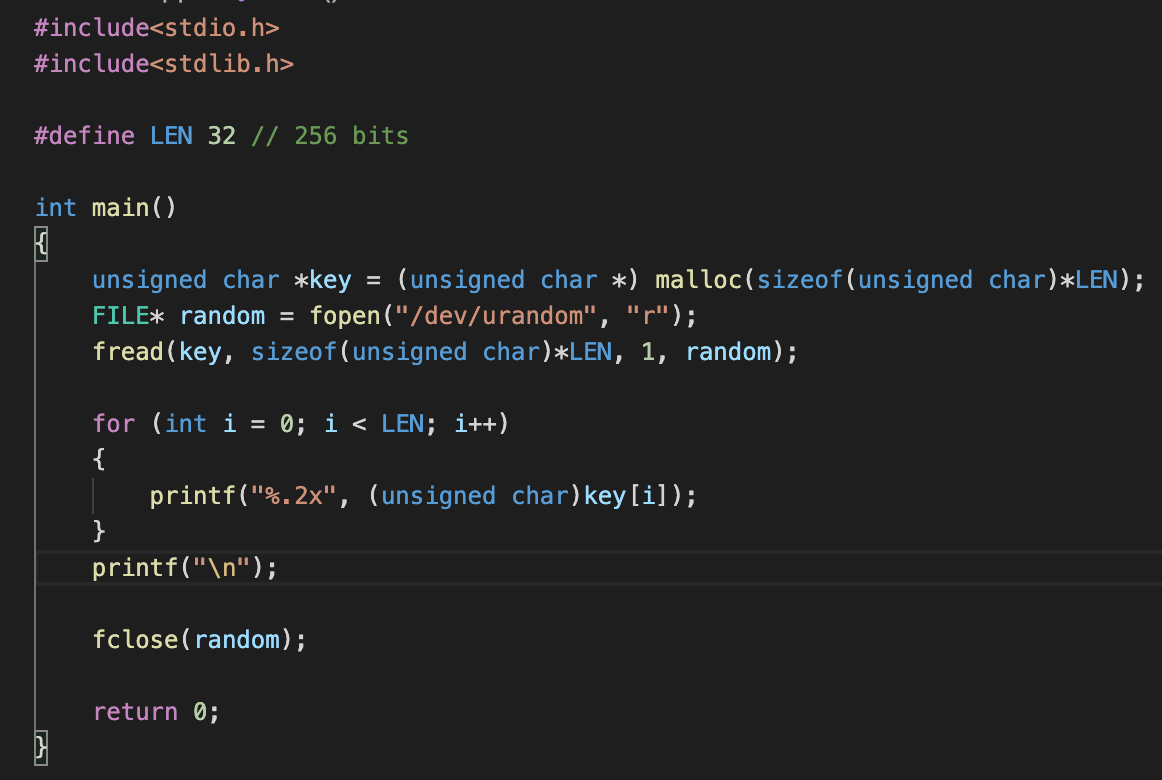 #include<stdio.h>
#include<stdlib.h>
#define LEN 32 // 256 bits
int main()
{
unsigned char *key = (unsigned char *) malloc(sizeof(unsigned char)*LEN);
FILE* random = fopen("/dev/urandom", "r");
fread(key, sizeof(unsigned char)*LEN, 1, random);
for (int i = 0; i < LEN; i++)
{
printf("%.2x", (unsigned char)key[i]);
}
printf("\n");
fclose(random);
return 0;
}